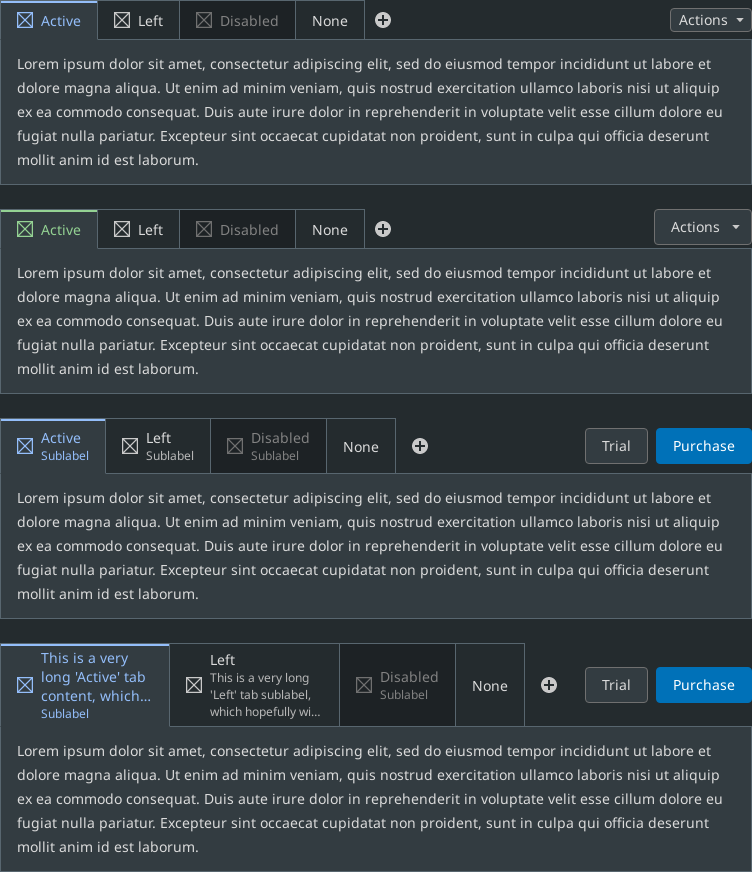 Active Left Disabled None Actions
Lorem ipsum dolor sit amet, consectetur adipiscing elit, sed do eiusmod tempor incididunt ut labore et
dolore magna aliqua. Ut enim ad minim veniam, quis nostrud exercitation ullamco laboris nisi ut aliquip
ex ea commodo consequat. Duis aute irure dolor in reprehenderit in voluptate velit esse cillum dolore eu
fugiat nulla pariatur. Excepteur sint occaecat cupidatat non proident, sunt in culpa qui officia deserunt
mollit anim id est laborum.
Active Left Disabled None Actions
Lorem ipsum dolor sit amet, consectetur adipiscing elit, sed do eiusmod tempor incididunt ut labore et
dolore magna aliqua. Ut enim ad minim veniam, quis nostrud exercitation ullamco laboris nisi ut aliquip
ex ea commodo consequat. Duis aute irure dolor in reprehenderit in voluptate velit esse cillum dolore eu
fugiat nulla pariatur. Excepteur sint occaecat cupidatat non proident, sunt in culpa qui officia deserunt
mollit anim id est laborum.
Active
Sublabel
Left
Sublabel
Disabled
Sublabel
None
Trial
Purchase
Lorem ipsum dolor sit amet, consectetur adipiscing elit, sed do eiusmod tempor incididunt ut labore et
dolore magna aliqua. Ut enim ad minim veniam, quis nostrud exercitation ullamco laboris nisi ut aliquip
ex ea commodo consequat. Duis aute irure dolor in reprehenderit in voluptate velit esse cillum dolore eu
fugiat nulla pariatur. Excepteur sint occaecat cupidatat non proident, sunt in culpa qui officia deserunt
mollit anim id est laborum.
This is a very
long 'Active' tab
content, which...
Sublabel
Left
This is a very long
'Left' tab sublabel,
which hopefully wi...
Disabled
Sublabel
None
Trial
Purchase
Lorem ipsum dolor sit amet, consectetur adipiscing elit, sed do eiusmod tempor incididunt ut labore et
dolore magna aliqua. Ut enim ad minim veniam, quis nostrud exercitation ullamco laboris nisi ut aliquip
ex ea commodo consequat. Duis aute irure dolor in reprehenderit in voluptate velit esse cillum dolore eu
fugiat nulla pariatur. Excepteur sint occaecat cupidatat non proident, sunt in culpa qui officia deserunt
mollit anim id est laborum.